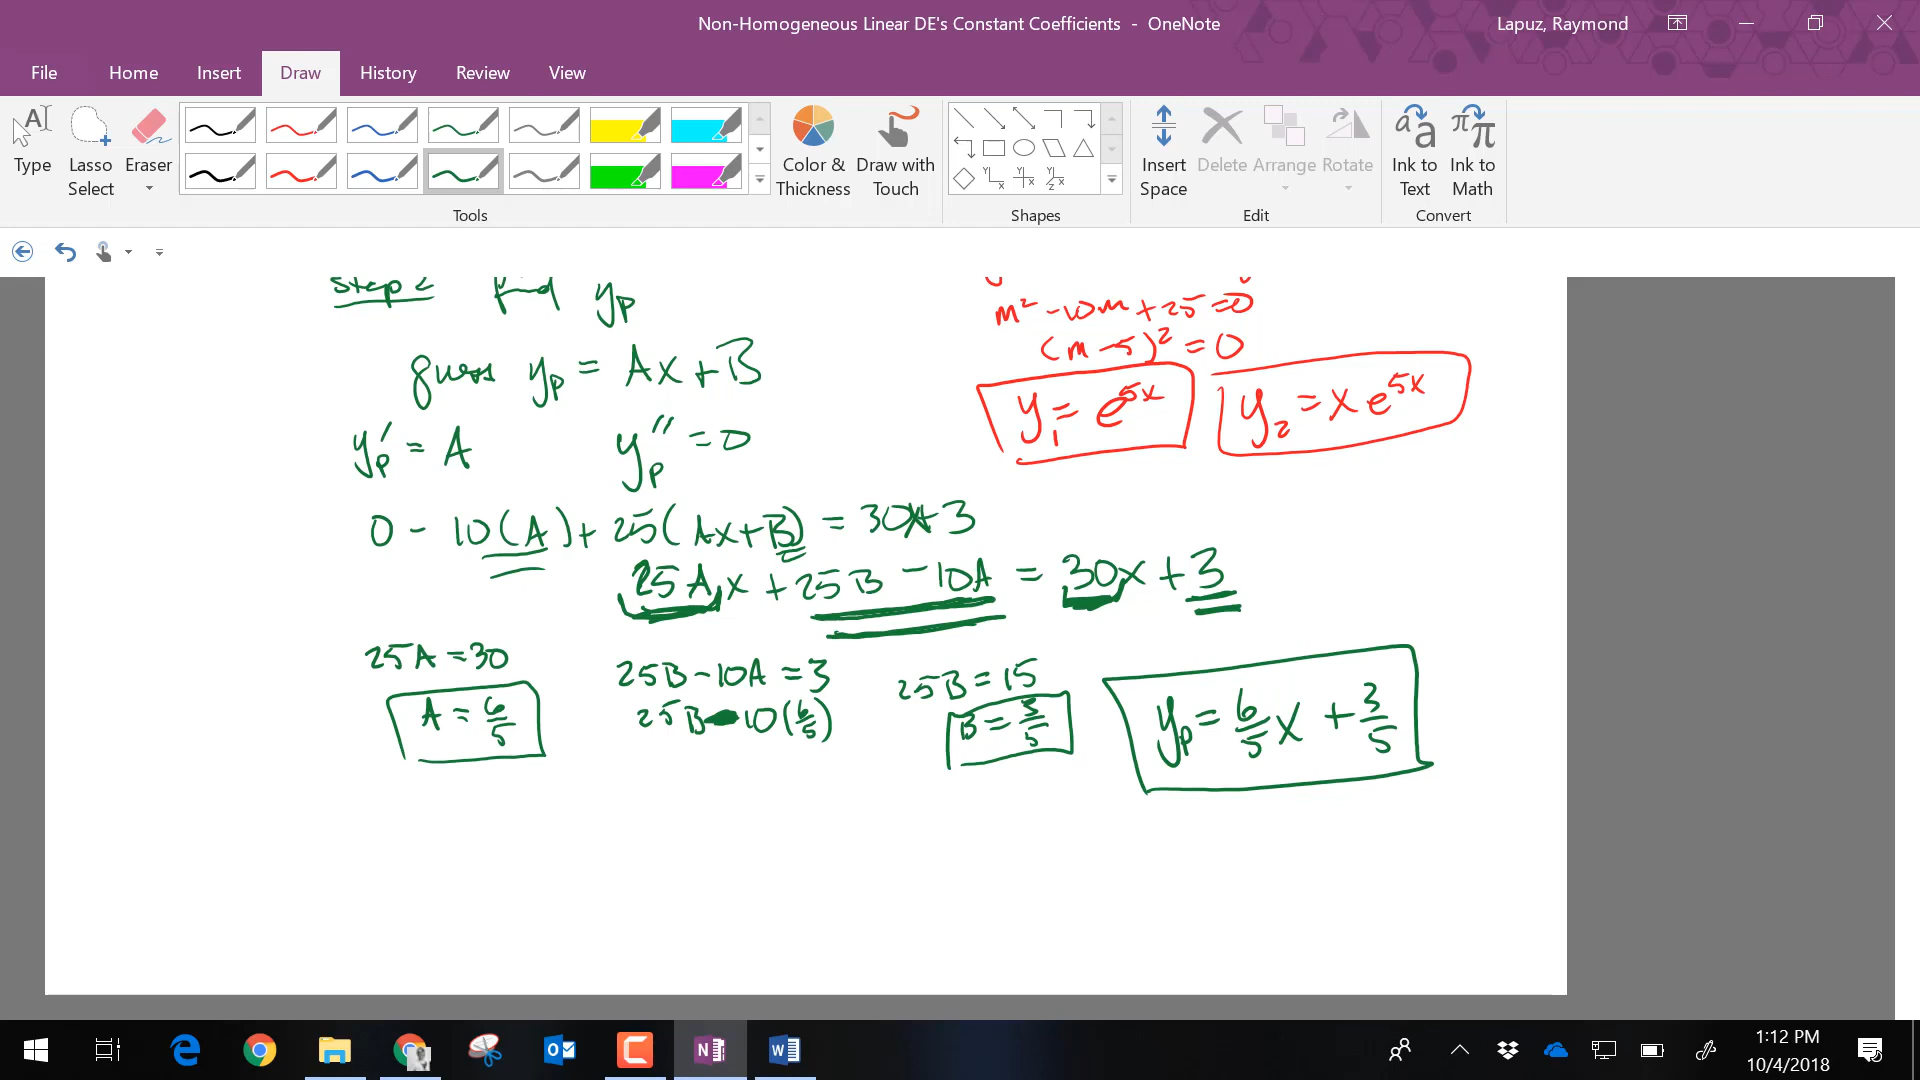 Non-Homogeneous Linear DE's Constant Coefficients - OneNote
Lapuz, Raymond
File Home Insert Draw History Review View
Type
Lasso Select
Eraser
Color & Thickness
Draw with Touch
Insert Space
Delete
Arrange
Rotate
Ink to Text
Ink to Math
Tools
Shapes
Edit
Convert
step 2 find yp
m² - 10m + 25 = 0
(m - 5)² = 0
guess yp = Ax + B
y₁ = e^5x
y₂ = x e^5x
yp' = A
yp'' = 0
0 - 10(A) + 25(Ax + B) = 30x + 3
25Ax + 25B - 10A = 30x + 3
25A = 30
25B - 10A = 3
25B = 15
A = 6/5
25B - 10(6/5)
B = 3/5
yp = 6/5 x + 3/5
1:12 PM
10/4/2018